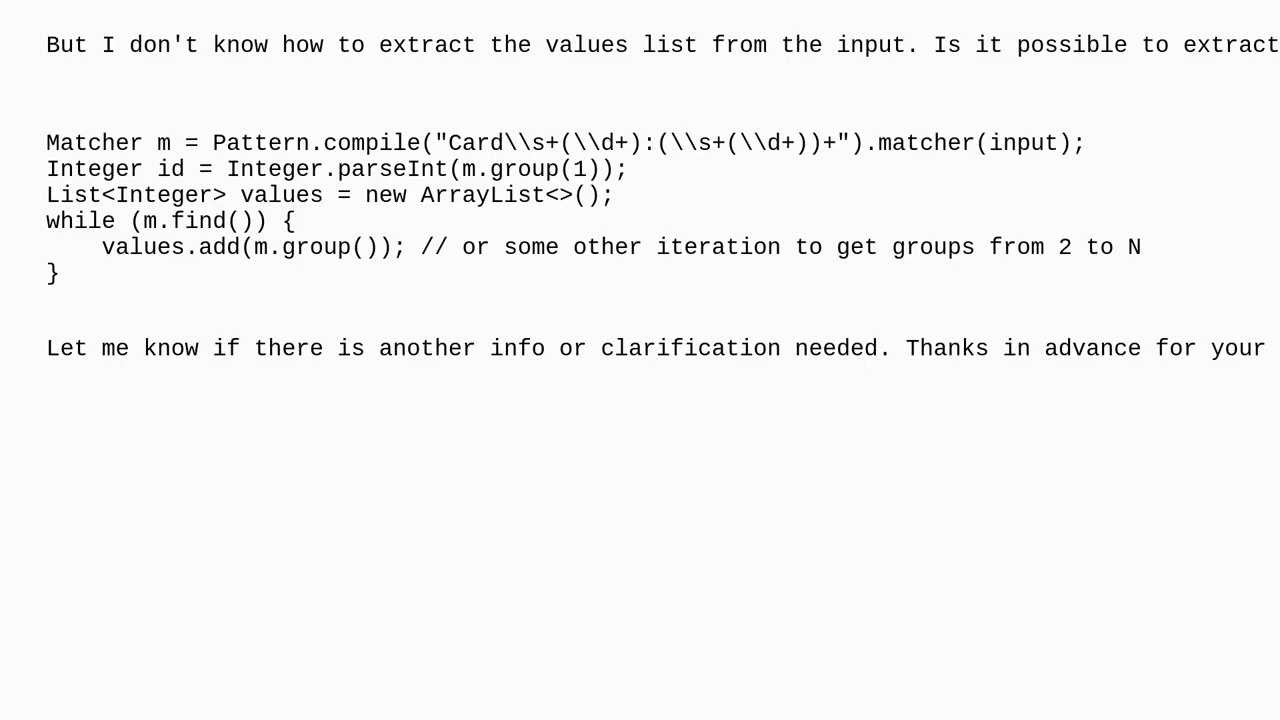 But I don't know how to extract the values list from the input. Is it possible to extract
Matcher m = Pattern.compile("Card\\s+(\\d+):(\\s+(\\d+))+").matcher(input);
Integer id = Integer.parseInt(m.group(1));
List<Integer> values = new ArrayList<>();
while (m.find()) {
    values.add(m.group()); // or some other iteration to get groups from 2 to N
}
Let me know if there is another info or clarification needed. Thanks in advance for your